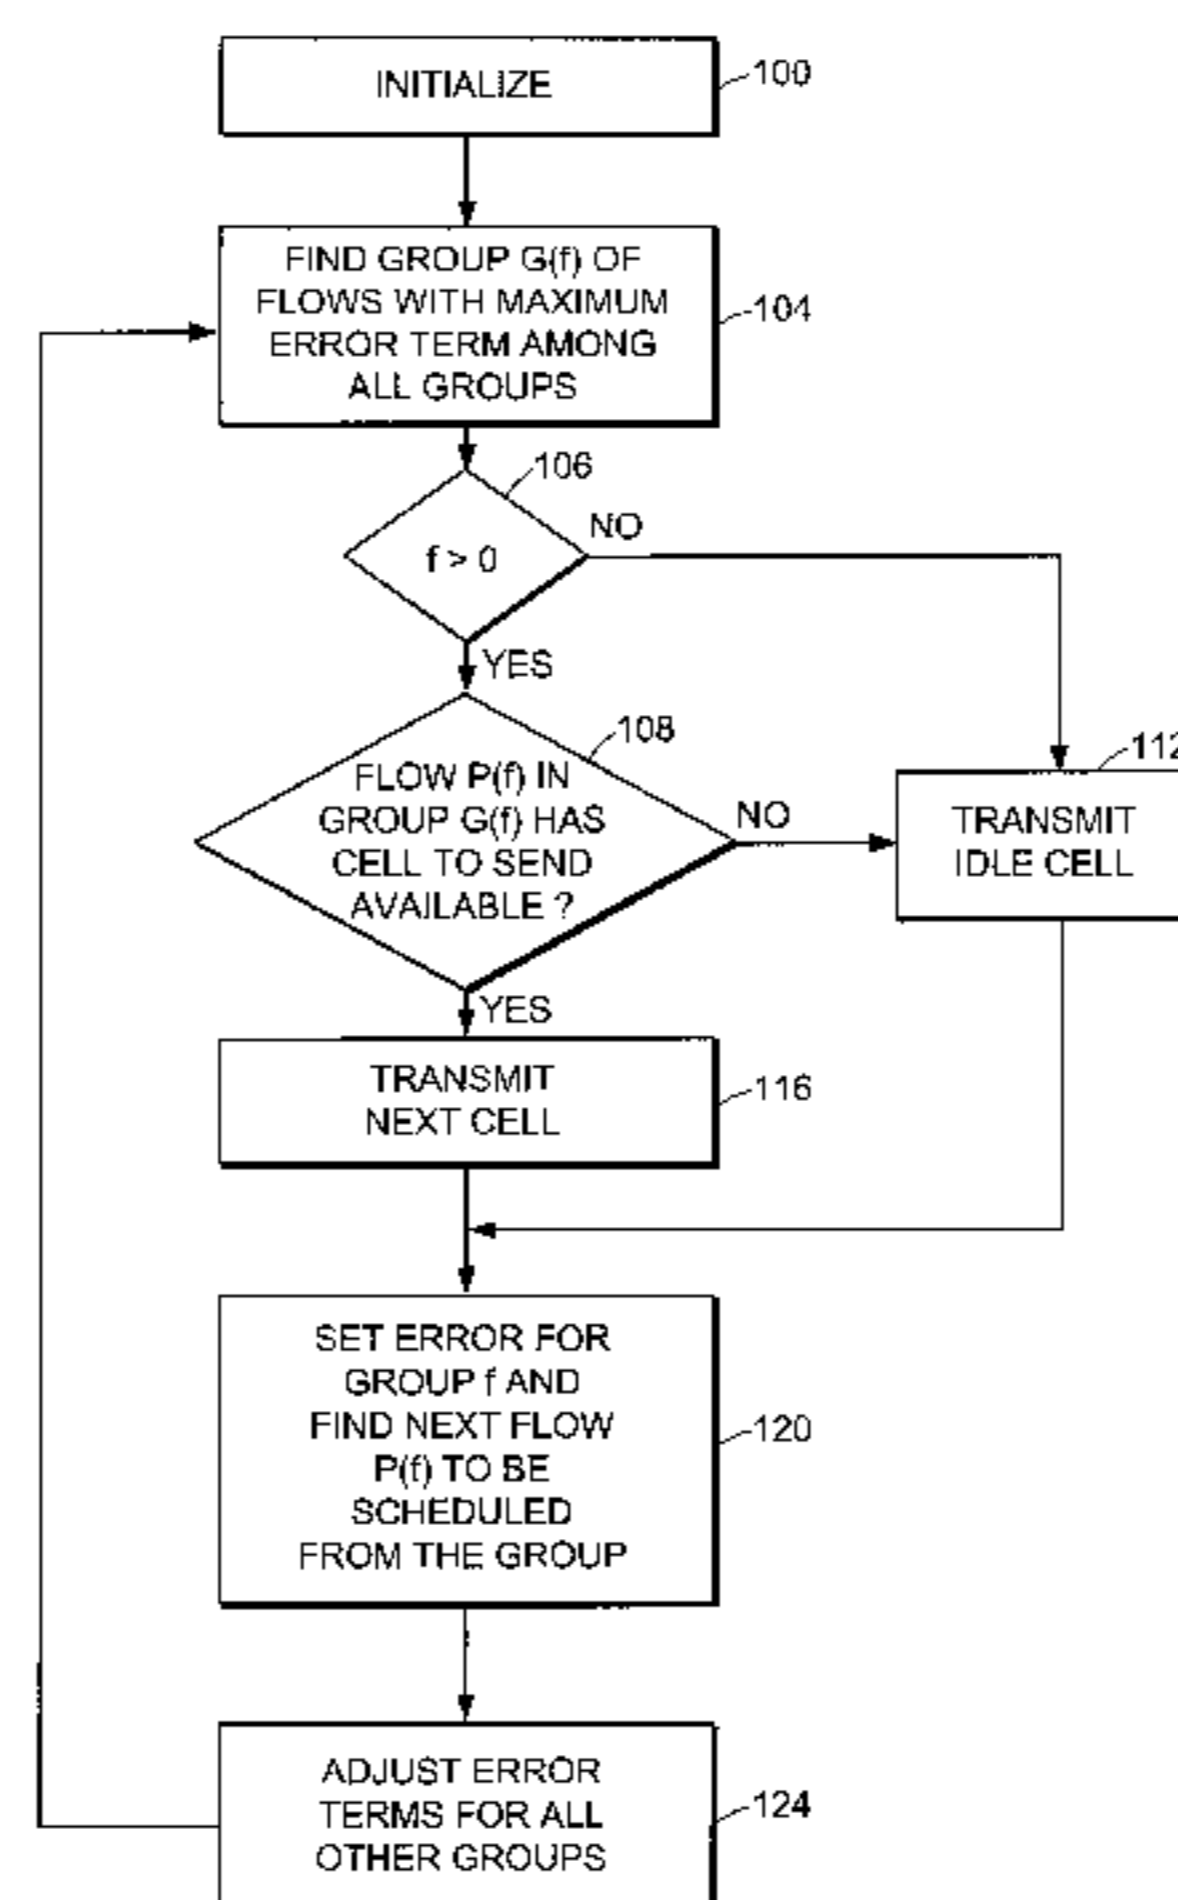 INITIALIZE
100
FIND GROUP G(f) OF
FLOWS WITH MAXIMUM
ERROR TERM AMONG
ALL GROUPS
104
106
f > 0
NO
YES
108
FLOW P(f) IN
GROUP G(f) HAS
CELL TO SEND
AVAILABLE ?
NO
112
TRANSMIT
IDLE CELL
YES
TRANSMIT
NEXT CELL
116
SET ERROR FOR
GROUP f AND
FIND NEXT FLOW
P(f) TO BE
SCHEDULED
FROM THE GROUP
120
ADJUST ERROR
TERMS FOR ALL
OTHER GROUPS
124